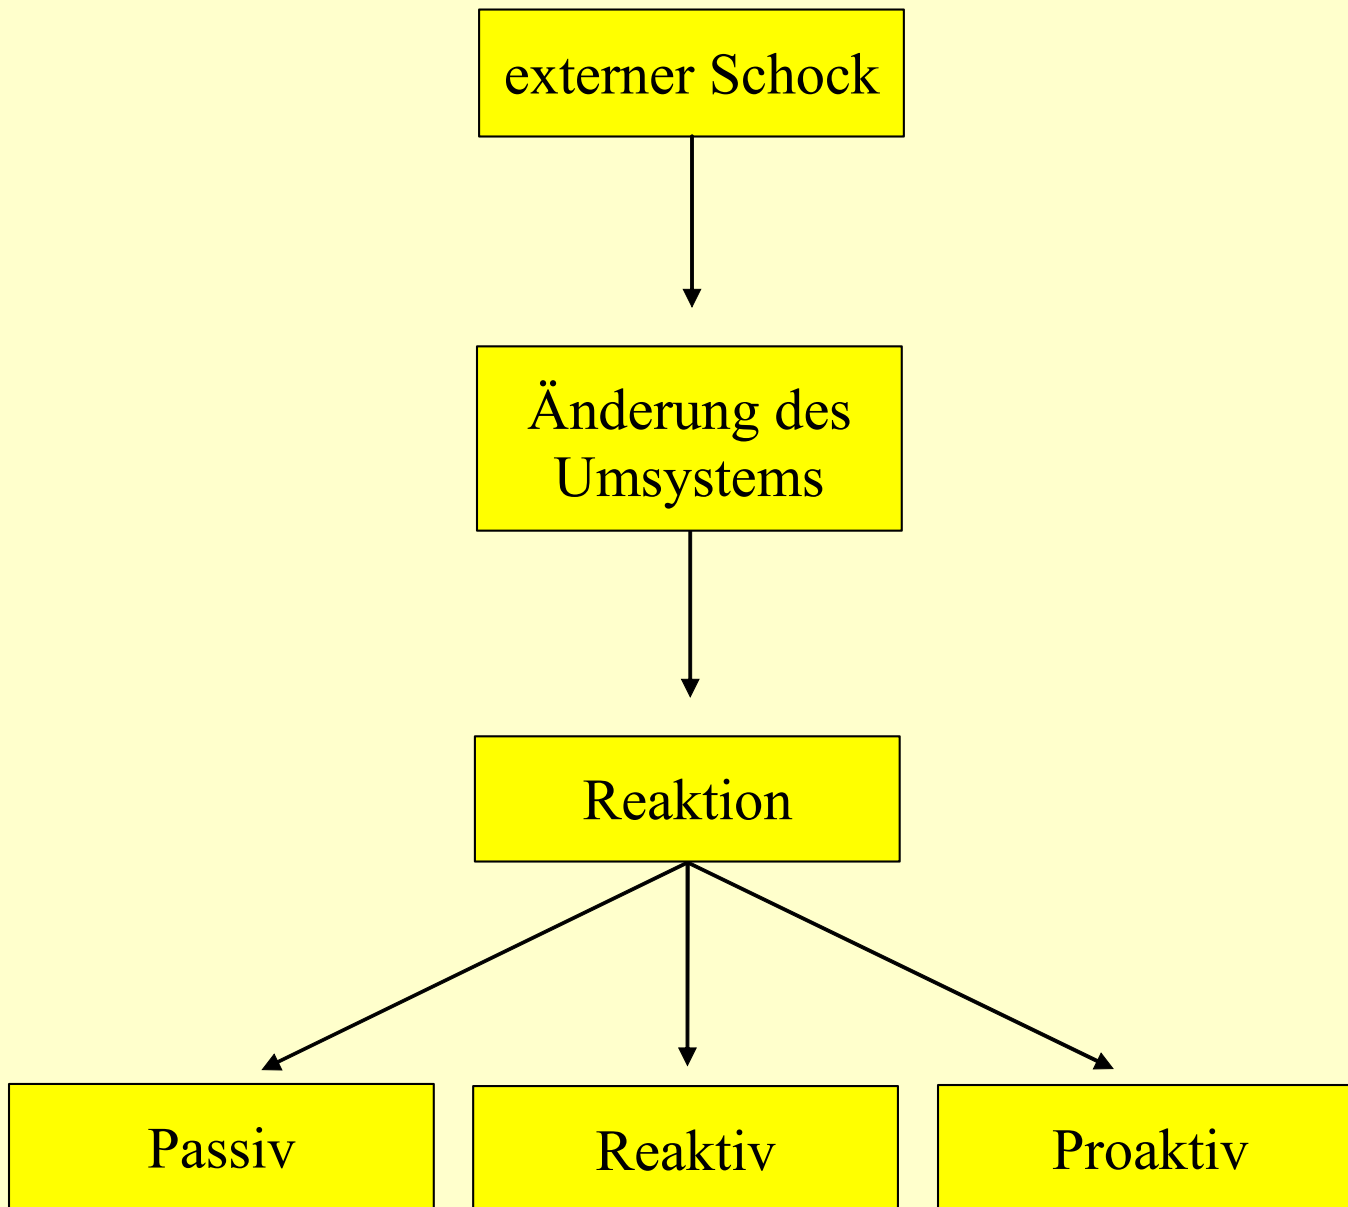 externer Schock
Änderung des
Umsystems
Reaktion
Passiv
Reaktiv
Proaktiv